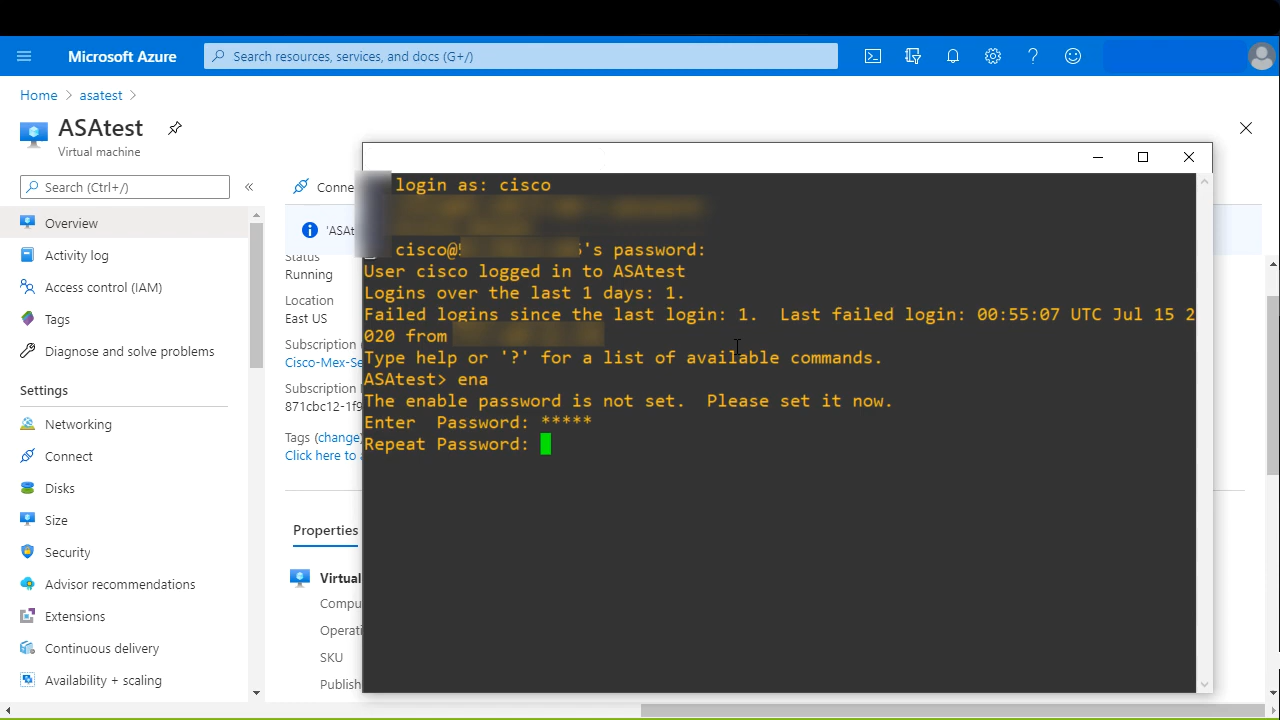 Microsoft Azure
Search resources, services, and docs (G+/)
Home > asatest >
ASAtest
Virtual machine
Search (Ctrl+/)
«
Overview
Activity log
Access control (IAM)
Tags
Diagnose and solve problems
Settings
Networking
Connect
Disks
Size
Security
Advisor recommendations
Extensions
Continuous delivery
Availability + scaling
Conne
'ASAt
Status
Running
Location
East US
Subscription (
Cisco-Mex-Se
Subscription
871cbc12-1f9
Tags (change)
Click here to
Properties
Virtual
Compu
Operati
SKU
Publish
login as: cisco
cisco@ 's password:
User cisco logged in to ASAtest
Logins over the last 1 days: 1.
Failed logins since the last login: 1.  Last failed login: 00:55:07 UTC Jul 15 2
020 from
Type help or '?' for a list of available commands.
ASAtest> ena
The enable password is not set.  Please set it now.
Enter  Password: *****
Repeat Password: